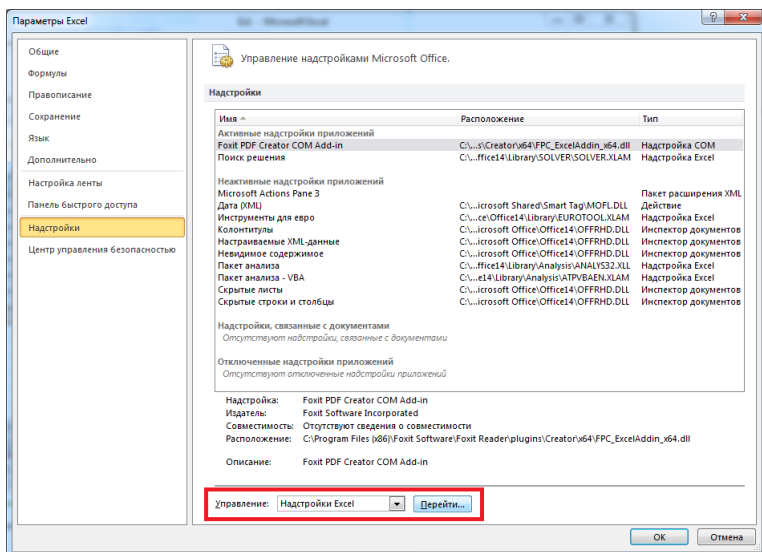 Параметры Excel
Общие
Формулы
Правописание
Сохранение
Язык
Дополнительно
Настройка ленты
Панель быстрого доступа
Надстройки
Центр управления безопасностью
Управление надстройками Microsoft Office.
Надстройки
Имя Расположение Тип
Активные надстройки приложений
Foxit PDF Creator COM Add-in C:\...s\Creator\x64\FPC_ExcelAddin_x64.dll Надстройка COM
Поиск решения C:\...ffice14\Library\SOLVER\SOLVER.XLAM Надстройка Excel
Неактивные надстройки приложений
Microsoft Actions Pane 3 Пакет расширения XML
Дата (XML) C:\...icrosoft Shared\Smart Tag\MOFL.DLL Действие
Инструменты для евро C:\...ce\Office14\Library\EUROTOOL.XLAM Надстройка Excel
Колонтитулы C:\...icrosoft Office\Office14\OFFRHD.DLL Инспектор документов
Настраиваемые XML-данные C:\...icrosoft Office\Office14\OFFRHD.DLL Инспектор документов
Невидимое содержимое C:\...icrosoft Office\Office14\OFFRHD.DLL Инспектор документов
Пакет анализа C:\...ffice14\Library\Analysis\ANALYS32.XLL Надстройка Excel
Пакет анализа - VBA C:\...e14\Library\Analysis\ATPVBAEN.XLAM Надстройка Excel
Скрытые листы C:\...icrosoft Office\Office14\OFFRHD.DLL Инспектор документов
Скрытые строки и столбцы C:\...icrosoft Office\Office14\OFFRHD.DLL Инспектор документов
Надстройки, связанные с документами
Отсутствуют надстройки, связанные с документами
Отключенные надстройки приложений
Отсутствуют отключенные надстройки приложений
Надстройка: Foxit PDF Creator COM Add-in
Издатель: Foxit Software Incorporated
Совместимость: Отсутствуют сведения о совместимости
Расположение: C:\Program Files (x86)\Foxit Software\Foxit Reader\plugins\Creator\x64\FPC_ExcelAddin_x64.dll
Описание: Foxit PDF Creator COM Add-in
Управление: Надстройки Excel Перейти...
ОК Отмена